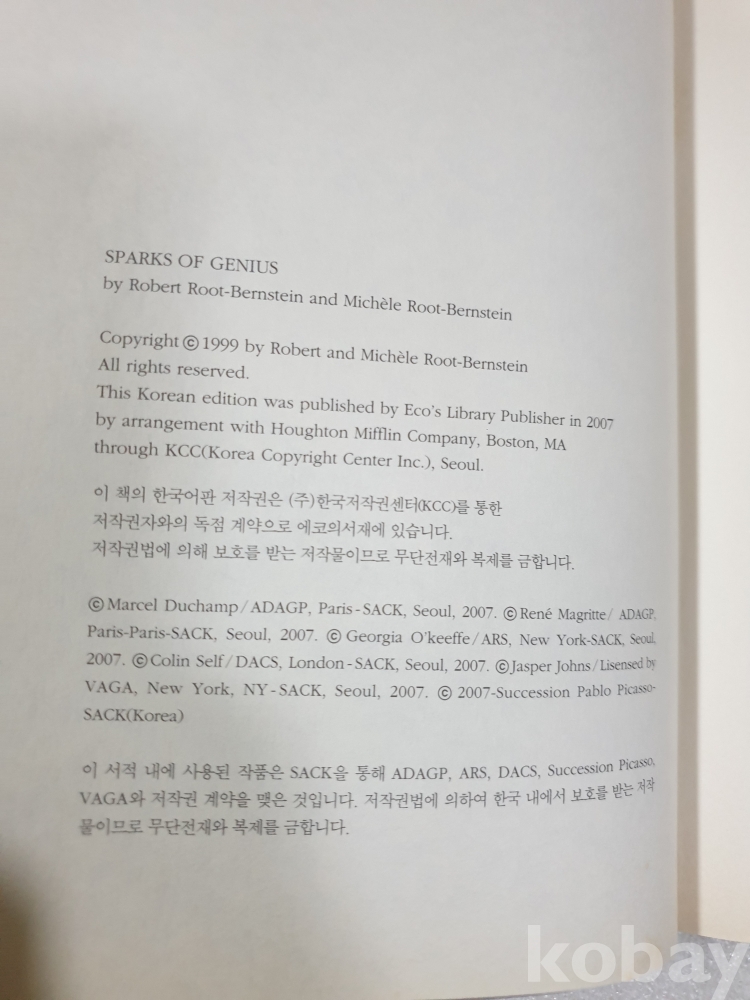 SPARKS OF GENIUS
by Robert Root-Bernstein and Michèle Root-Bernstein
Copyright ⓒ 1999 by Robert and Michèle Root-Bernstein
All rights reserved.
This Korean edition was published by Eco's Library Publisher in 2007
by arrangement with Houghton Mifflin Company, Boston, MA
through KCC(Korea Copyright Center Inc.), Seoul.
이 책의 한국어판 저작권은 (주)한국저작권센터(KCC)를 통한
저작권자와의 독점 계약으로 에코의서재에 있습니다.
저작권법에 의해 보호를 받는 저작물이므로 무단전재와 복제를 금합니다.
ⓒ Marcel Duchamp / ADAGP, Paris - SACK, Seoul, 2007. ⓒ René Magritte / ADAGP,
Paris-Paris-SACK, Seoul, 2007. ⓒ Georgia O'keeffe / ARS, New York-SACK, Seoul,
2007. ⓒ Colin Self / DACS, London - SACK, Seoul, 2007. ⓒ Jasper Johns / Lisensed by
VAGA, New York, NY - SACK, Seoul, 2007. ⓒ 2007-Succession Pablo Picasso-
SACK(Korea)
이 서적 내에 사용된 작품은 SACK을 통해 ADAGP, ARS, DACS, Succession Picasso,
VAGA와 저작권 계약을 맺은 것입니다. 저작권법에 의하여 한국 내에서 보호를 받는 저작
물이므로 무단전재와 복제를 금합니다.
kobay